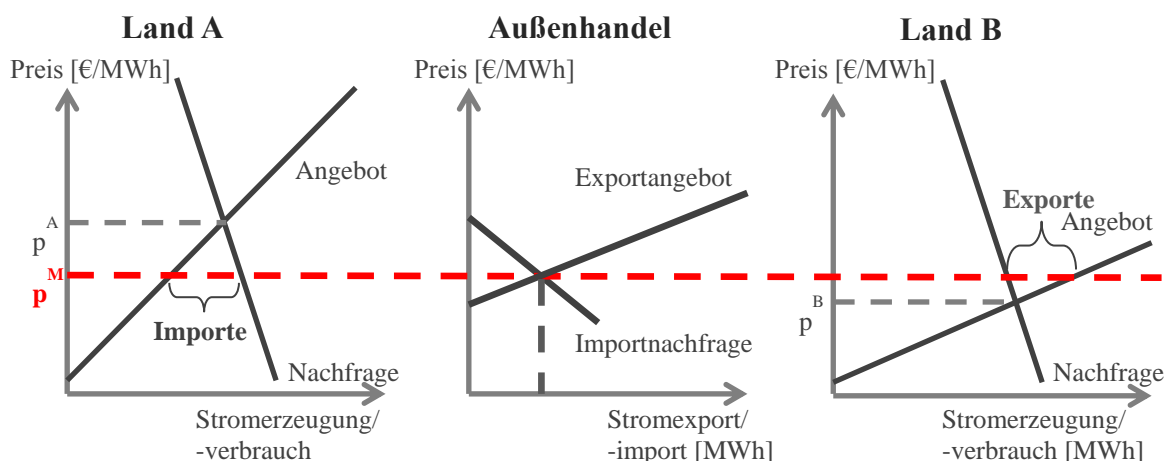 Land A
Preis [€/MWh]
Angebot
p^A
p^M
Importe
Nachfrage
Stromerzeugung/
-verbrauch
Außenhandel
Preis [€/MWh]
Exportangebot
Importnachfrage
Stromexport/
-import [MWh]
Land B
Preis [€/MWh]
Exporte
Angebot
p^B
Nachfrage
Stromerzeugung/
-verbrauch [MWh]